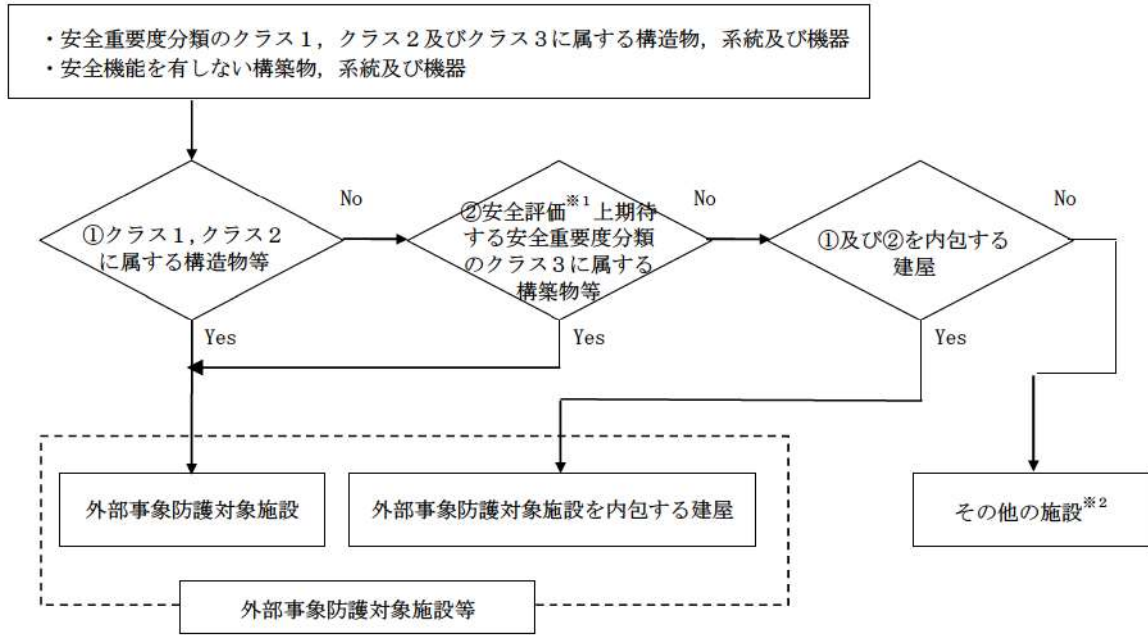 ・安全重要度分類のクラス１，クラス２及びクラス３に属する構造物，系統及び機器
・安全機能を有しない構築物，系統及び機器
①クラス１，クラス２
に属する構造物等
No
Yes
②安全評価※1上期待
する安全重要度分類
のクラス３に属する
構築物等
No
Yes
①及び②を内包する
建屋
No
Yes
外部事象防護対象施設
外部事象防護対象施設を内包する建屋
その他の施設※2
外部事象防護対象施設等